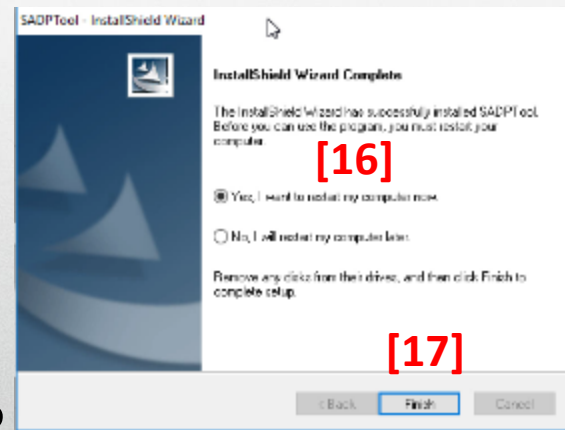 SADPTool - InstallShield Wizard
InstallShield Wizard Complete
The InstallShield Wizard has successfully installed SADPTool.
Before you can use the program, you must restart your
computer.
[16]
Yes, I want to restart my computer now.
No, I will restart my computer later.
Remove any disks from their drives, and then click Finish to
complete setup.
[17]
< Back
Finish
Cancel